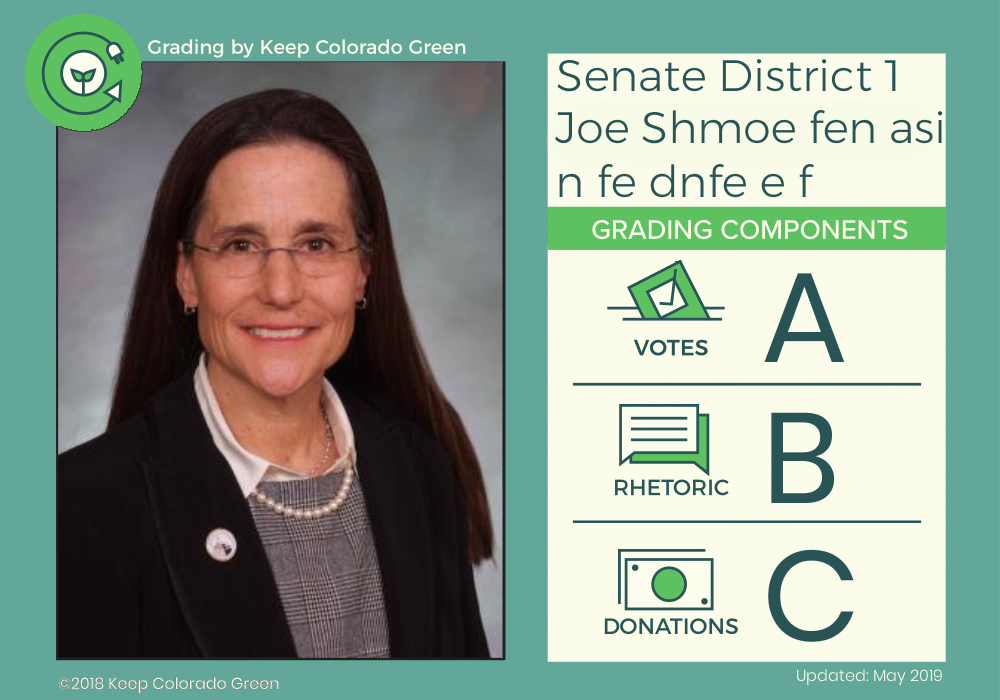 Grading by Keep Colorado Green
Senate District 1
Joe Shmoe fen asi
n fe dnfe e f
GRADING COMPONENTS
VOTES
A
RHETORIC
B
DONATIONS
C
©2018 Keep Colorado Green
Updated: May 2019